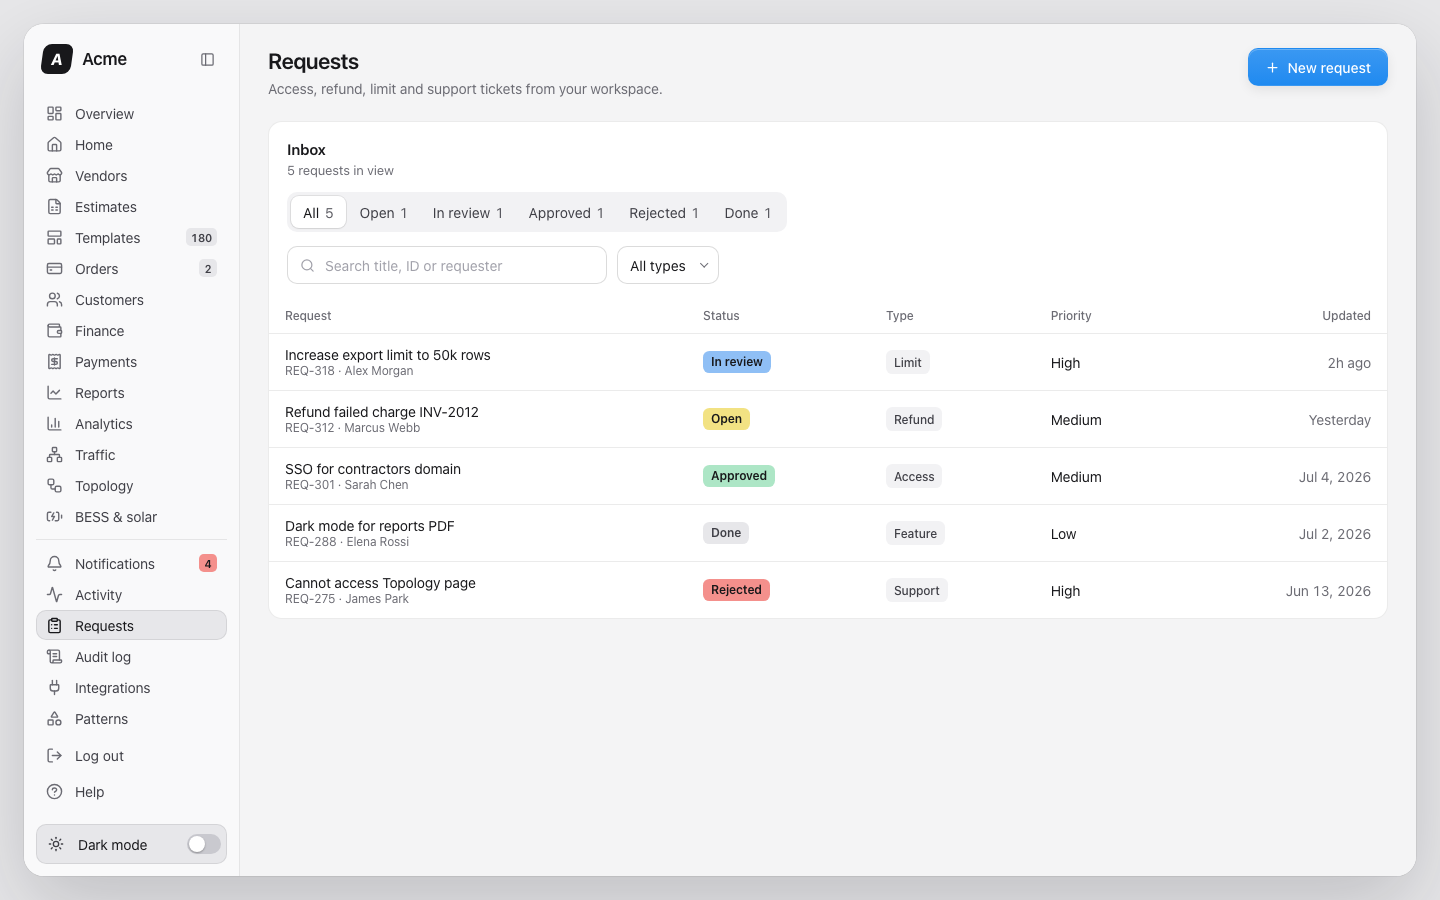 A Acme
Overview
Home
Vendors
Estimates
Templates 180
Orders 2
Customers
Finance
Payments
Reports
Analytics
Traffic
Topology
BESS & solar
Notifications 4
Activity
Requests
Audit log
Integrations
Patterns
Log out
Help
Dark mode
Requests
Access, refund, limit and support tickets from your workspace.
+ New request
Inbox
5 requests in view
All 5 Open 1 In review 1 Approved 1 Rejected 1 Done 1
Search title, ID or requester All types
Request Status Type Priority Updated
Increase export limit to 50k rows In review Limit High 2h ago
REQ-318 · Alex Morgan
Refund failed charge INV-2012 Open Refund Medium Yesterday
REQ-312 · Marcus Webb
SSO for contractors domain Approved Access Medium Jul 4, 2026
REQ-301 · Sarah Chen
Dark mode for reports PDF Done Feature Low Jul 2, 2026
REQ-288 · Elena Rossi
Cannot access Topology page Rejected Support High Jun 13, 2026
REQ-275 · James Park